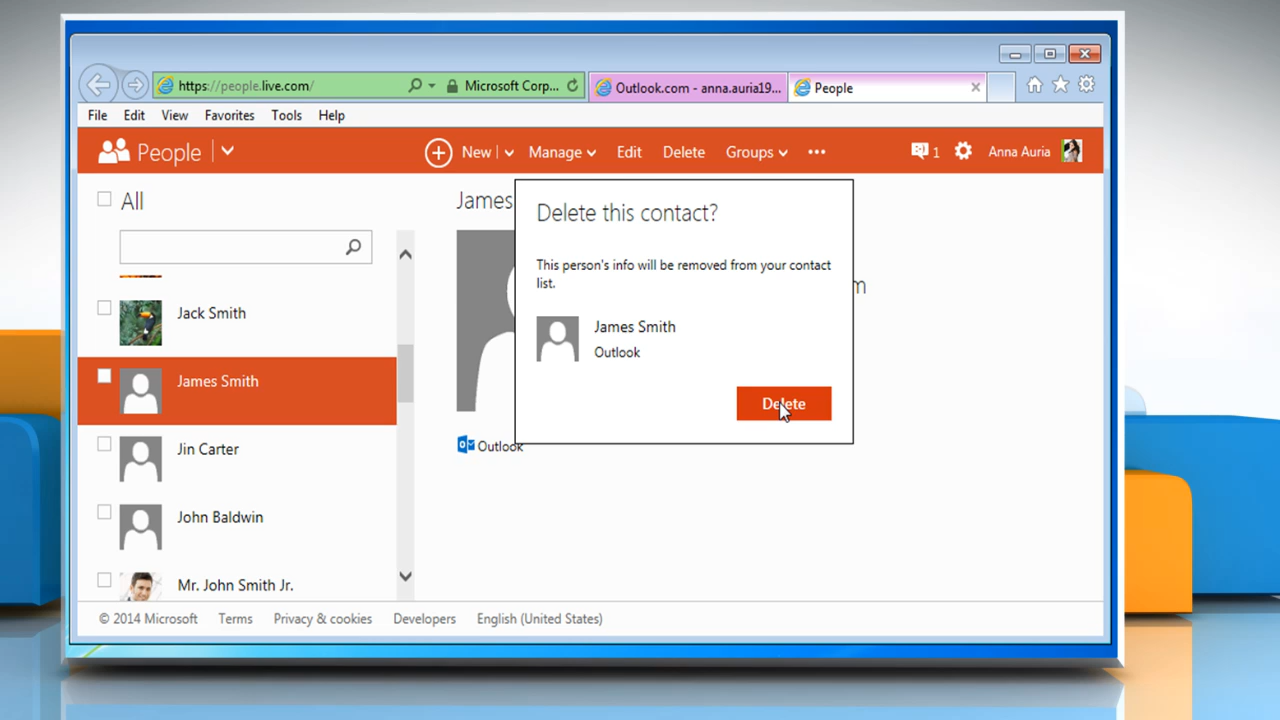 https://people.live.com/
Microsoft Corp...
Outlook.com - anna.auria19...
People
File Edit View Favorites Tools Help
People
New Manage Edit Delete Groups ...
1
Anna Auria
All
Jack Smith
James Smith
Jin Carter
John Baldwin
Mr. John Smith Jr.
James
Delete this contact?
This person's info will be removed from your contact
list.
James Smith
Outlook
Delete
m
Outlook
© 2014 Microsoft Terms Privacy & cookies Developers English (United States)